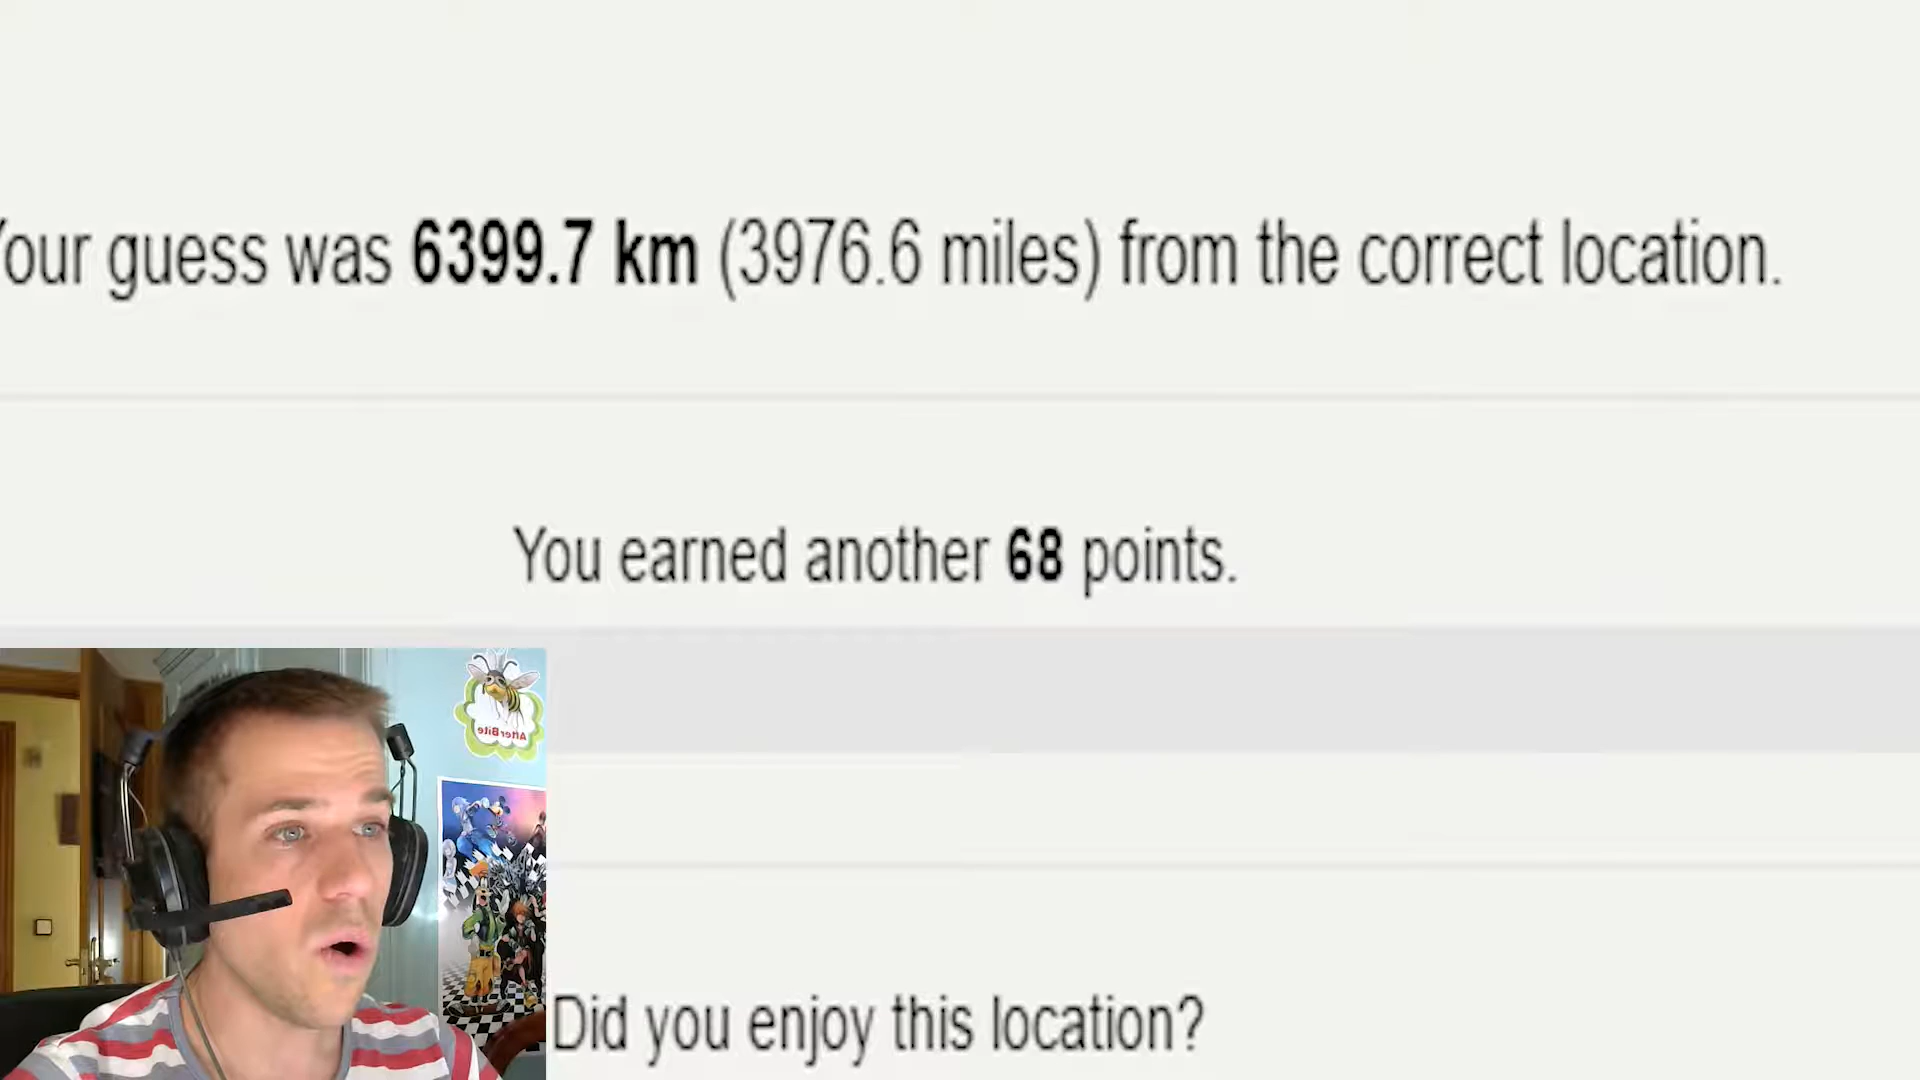 Your guess was 6399.7 km (3976.6 miles) from the correct location.
You earned another 68 points.
AfterBite
Did you enjoy this location?